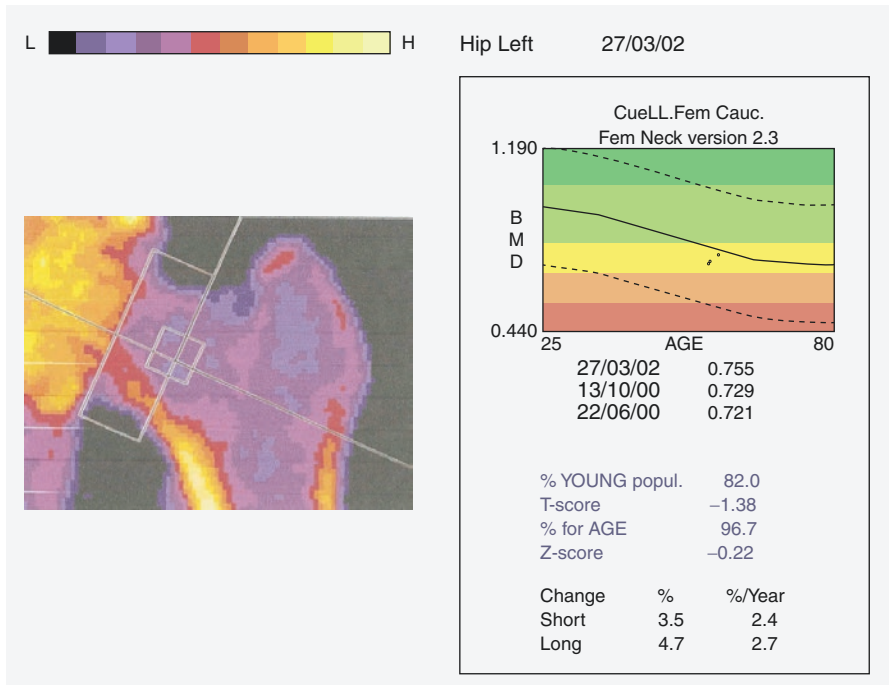 L H
Hip Left 27/03/02
CueLL.Fem Cauc.
Fem Neck version 2.3
1.190
B
M
D
0.440
25 AGE 80
27/03/02 0.755
13/10/00 0.729
22/06/00 0.721
% YOUNG popul. 82.0
T-score –1.38
% for AGE 96.7
Z-score –0.22
Change % %/Year
Short 3.5 2.4
Long 4.7 2.7